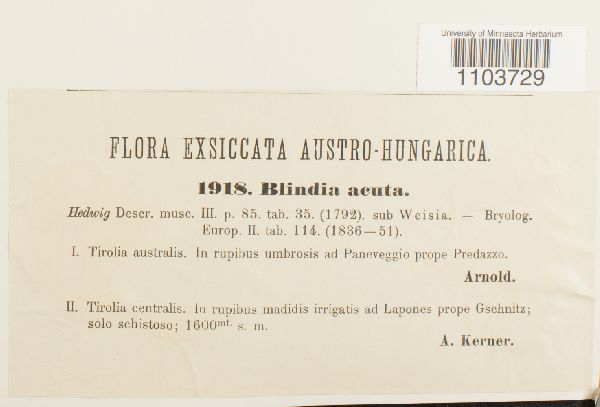 University of Minnesota Herbarium
1103729
FLORA EXSICCATA AUSTRO-HUNGARICA.
1918. Blindia acuta.
Hedwig Descr. musc. III. p. 85. tab. 35. (1792). sub Weisia. — Bryolog.
Europ. II. tab. 114. (1836—51).
I. Tirolia australis. In rupibus umbrosis ad Paneveggio prope Predazzo.
Arnold.
II. Tirolia centralis. In rupibus madidis irrigatis ad Lapones prope Gschnitz;
solo schistoso; 1600mt. s. m.
A. Kerner.